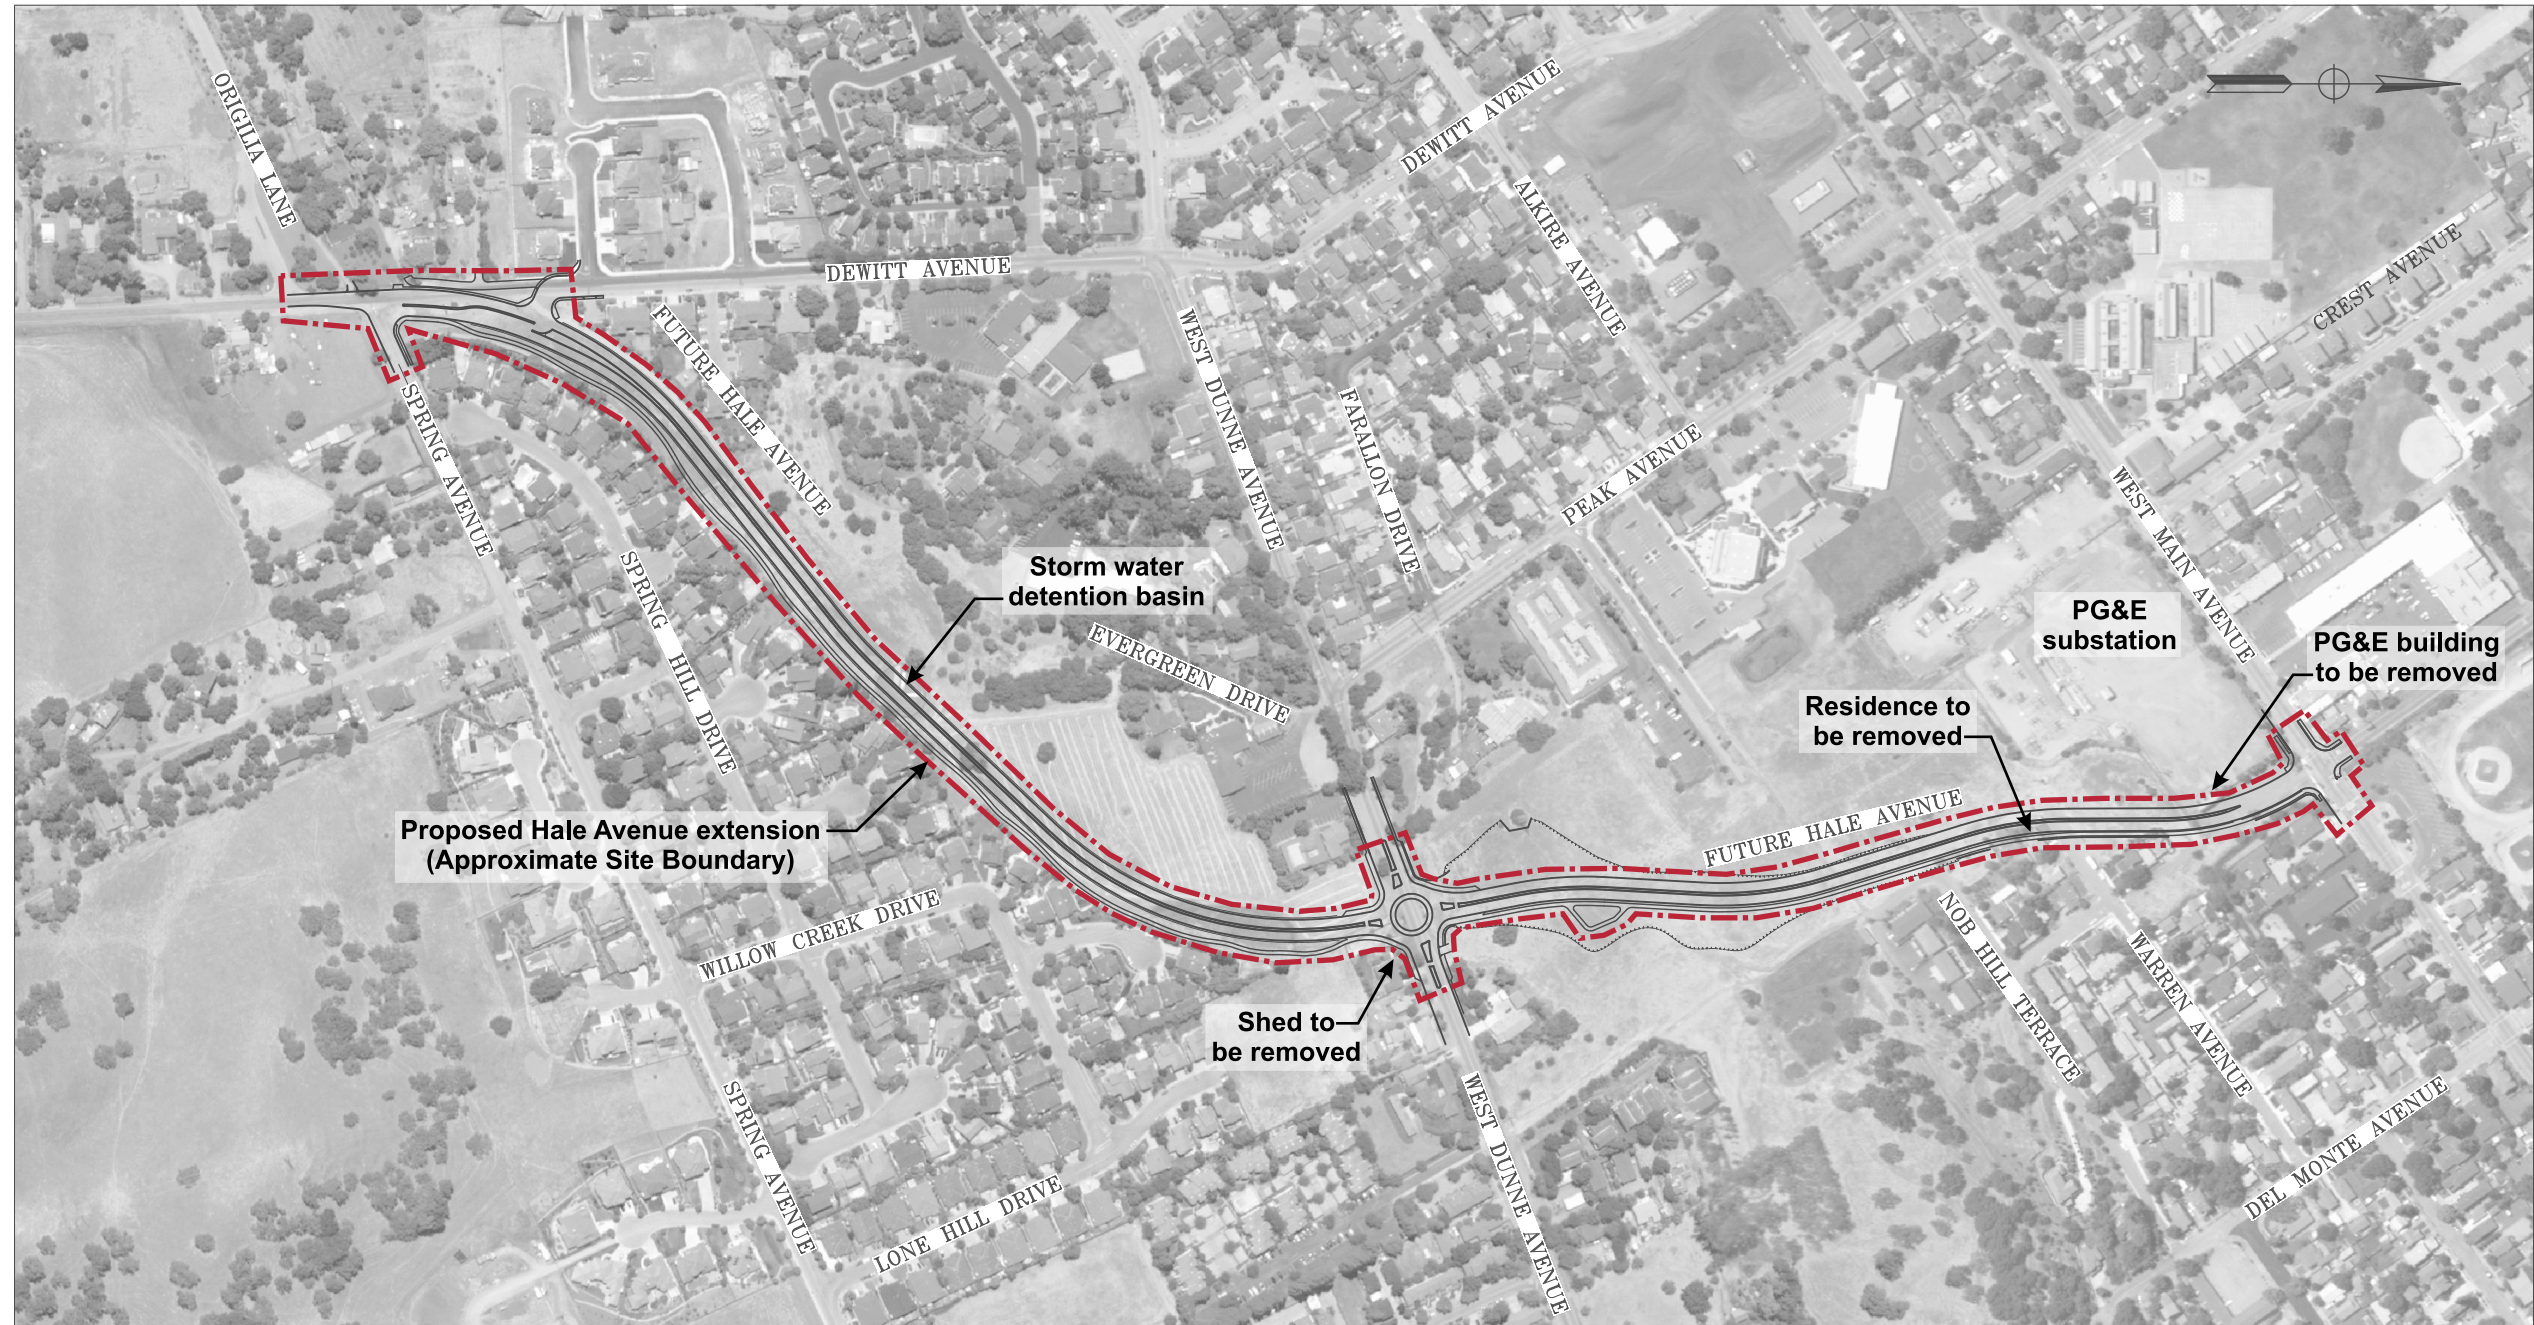 ORIGILIA LANE
DEWITT AVENUE
DEWITT AVENUE
ALKIRE AVENUE
CREST AVENUE
FUTURE HALE AVENUE
WEST DUNNE AVENUE
FARALLON DRIVE
PEAK AVENUE
SPRING AVENUE
WEST MAIN AVENUE
SPRING HILL DRIVE
Storm water
detention basin
EVERGREEN DRIVE
PG&E
substation
PG&E building
to be removed
Residence to
be removed
Proposed Hale Avenue extension
(Approximate Site Boundary)
FUTURE HALE AVENUE
WILLOW CREEK DRIVE
NOB HILL TERRACE
WARREN AVENUE
Shed to
be removed
SPRING AVENUE
WEST DUNNE AVENUE
LONE HILL DRIVE
DEL MONTE AVENUE